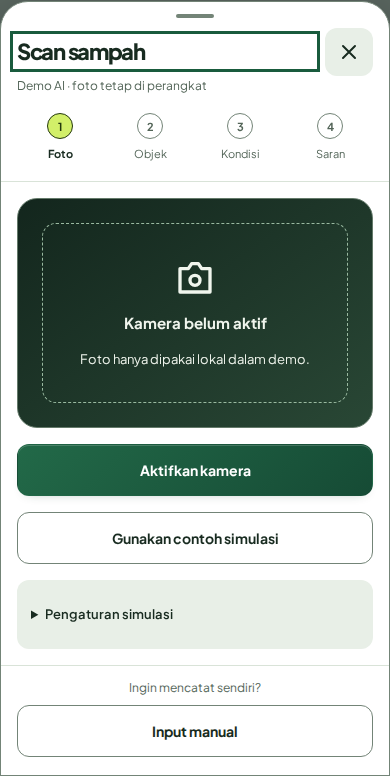 Scan sampah
Demo AI · foto tetap di perangkat
1
2
3
4
Foto
Objek
Kondisi
Saran
Kamera belum aktif
Foto hanya dipakai lokal dalam demo.
Aktifkan kamera
Gunakan contoh simulasi
Pengaturan simulasi
Ingin mencatat sendiri?
Input manual